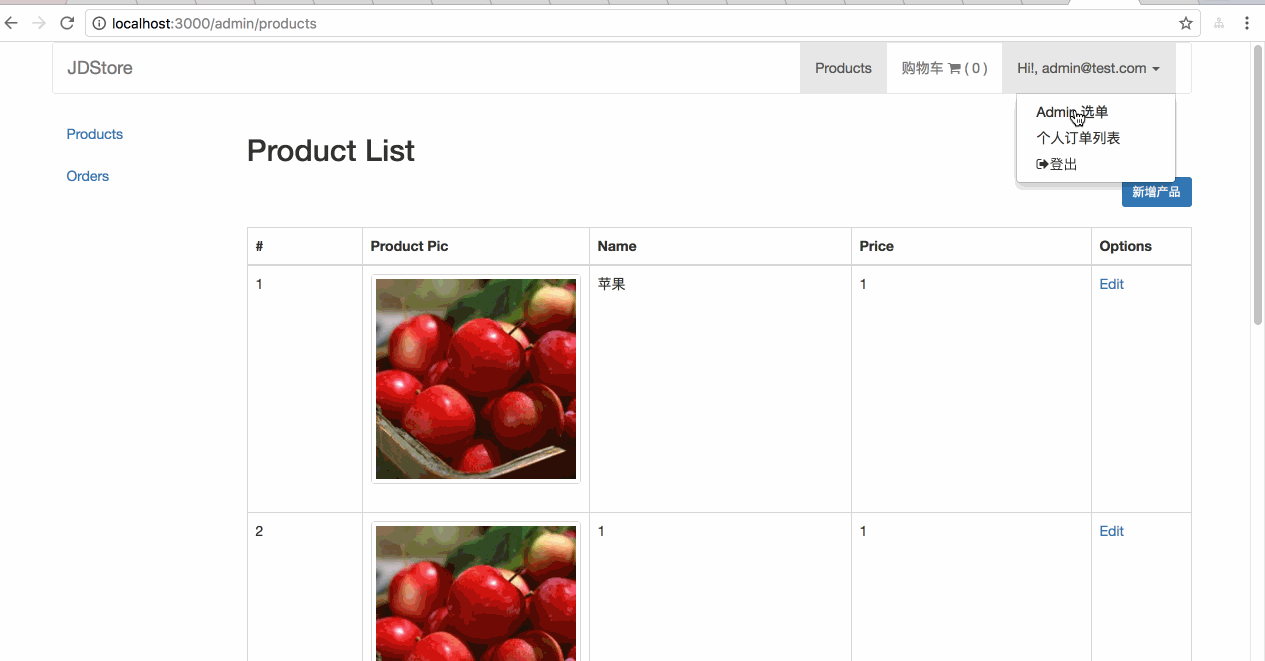 localhost:3000/admin/products
JDStore
Products
购物车 ( 0 )
Hi!, admin@test.com
Admin 选单
个人订单列表
登出
Products
Orders
Product List
新增产品
# Product Pic Name Price Options
1 苹果 1 Edit
2 1 1 Edit